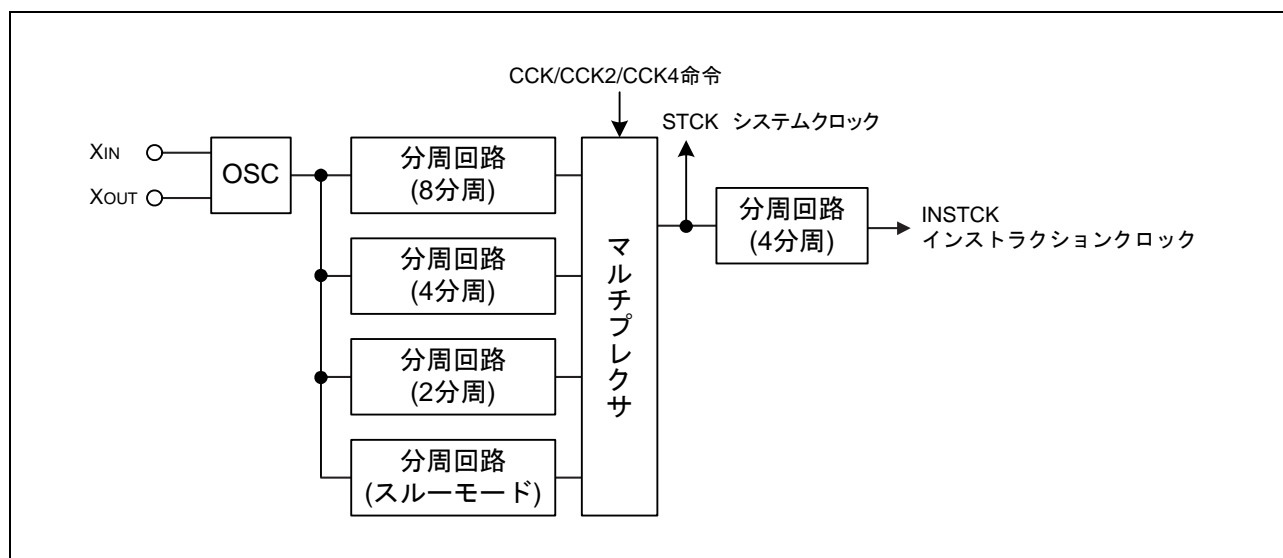 CCK/CCK2/CCK4命令
STCK システムクロック
XIN
XOUT
OSC
分周回路
(8分周)
分周回路
(4分周)
分周回路
(2分周)
分周回路
(スルーモード)
マルチプレクサ
分周回路
(4分周)
INSTCK
インストラクションクロック